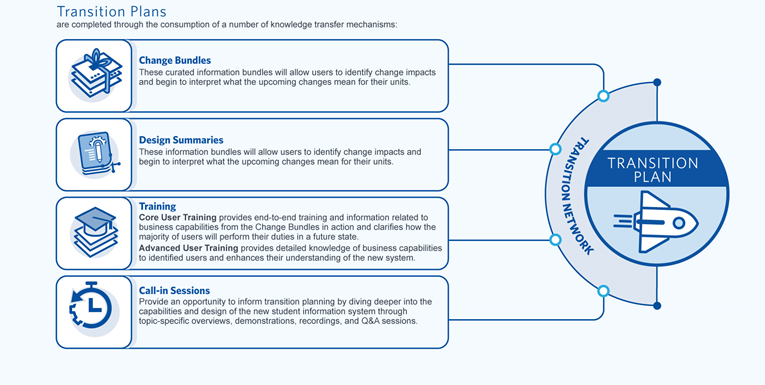 Transition Plans
are completed through the consumption of a number of knowledge transfer mechanisms:
Change Bundles
These curated information bundles will allow users to identify change impacts
and begin to interpret what the upcoming changes mean for their units.
Design Summaries
These information bundles will allow users to identify change impacts and
begin to interpret what the upcoming changes mean for their units.
Training
Core User Training provides end-to-end training and information related to
business capabilities from the Change Bundles in action and clarifies how the
majority of users will perform their duties in a future state.
Advanced User Training provides detailed knowledge of business capabilities
to identified users and enhances their understanding of the new system.
Call-in Sessions
Provide an opportunity to inform transition planning by diving deeper into the
capabilities and design of the new student information system through
topic-specific overviews, demonstrations, recordings, and Q&A sessions.
TRANSITION NETWORK
TRANSITION
PLAN